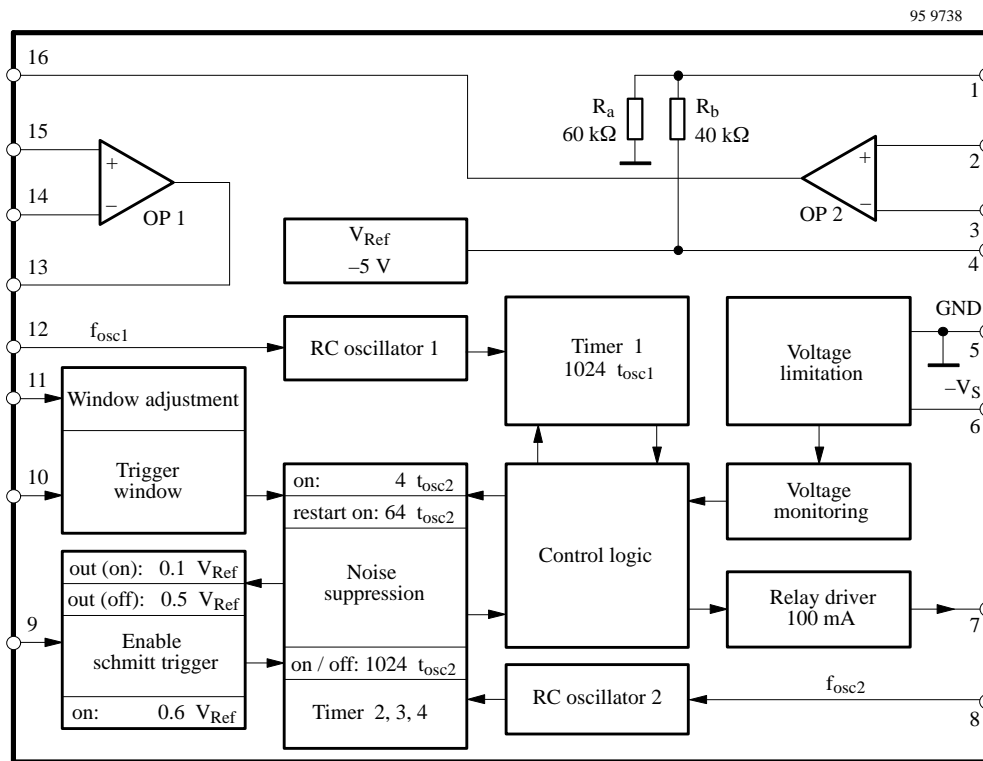 95 9738
16
1
Ra
60 kΩ
Rb
40 kΩ
15
+
–
OP 1
14
2
+
–
OP 2
3
VRef
–5 V
4
13
12
fosc1
RC oscillator 1
Timer 1
1024 tosc1
Voltage
limitation
GND
5
–VS
6
11
Window adjustment
10
Trigger
window
on: 4 tosc2
restart on: 64 tosc2
Noise
suppression
on / off: 1024 tosc2
Timer 2, 3, 4
Control logic
Voltage
monitoring
out (on): 0.1 VRef
out (off): 0.5 VRef
9
Enable
schmitt trigger
on: 0.6 VRef
Relay driver
100 mA
7
RC oscillator 2
fosc2
8